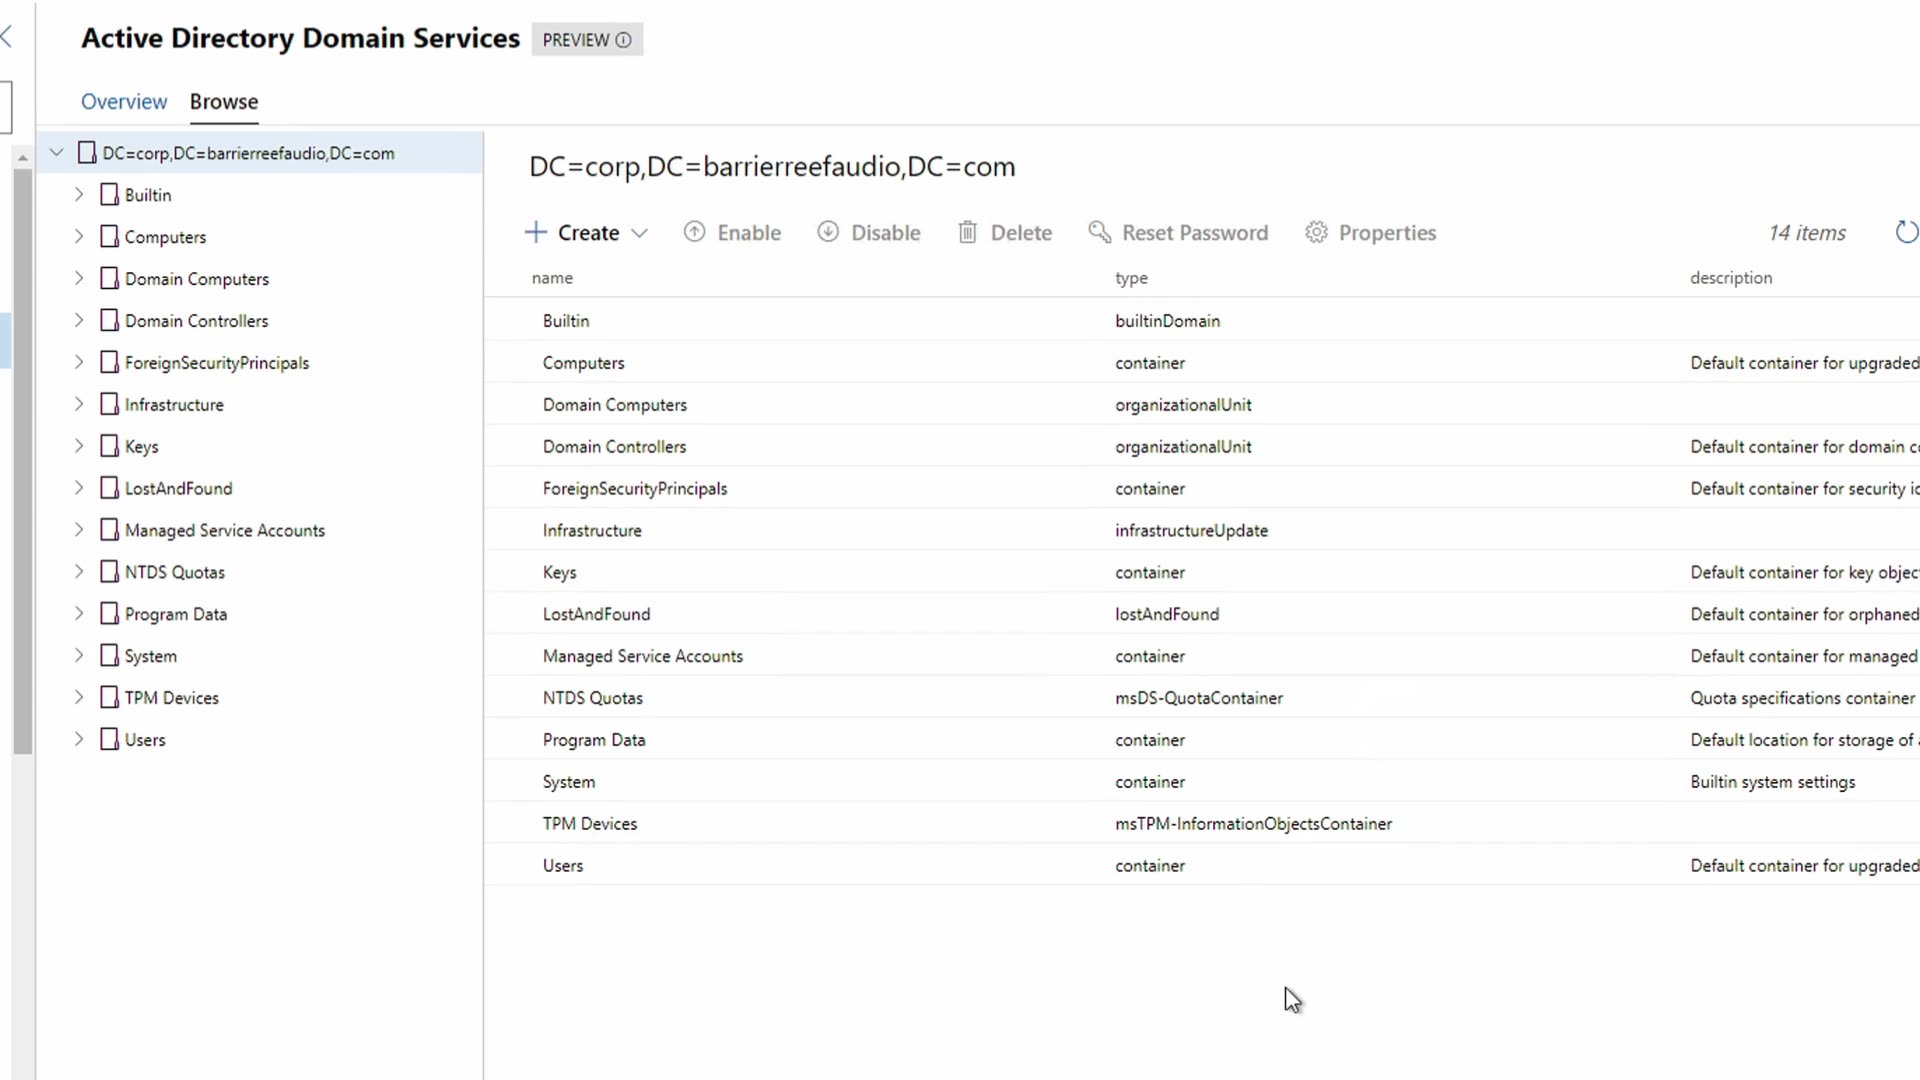 Active Directory Domain Services PREVIEW
Overview Browse
DC=corp,DC=barrierreefaudio,DC=com
Builtin
Computers
Domain Computers
Domain Controllers
ForeignSecurityPrincipals
Infrastructure
Keys
LostAndFound
Managed Service Accounts
NTDS Quotas
Program Data
System
TPM Devices
Users
DC=corp,DC=barrierreefaudio,DC=com
Create Enable Disable Delete Reset Password Properties 14 items
name type description
Builtin builtinDomain
Computers container Default container for upgraded
Domain Computers organizationalUnit
Domain Controllers organizationalUnit Default container for domain co
ForeignSecurityPrincipals container Default container for security id
Infrastructure infrastructureUpdate
Keys container Default container for key objec
LostAndFound lostAndFound Default container for orphaned
Managed Service Accounts container Default container for managed
NTDS Quotas msDS-QuotaContainer Quota specifications container
Program Data container Default location for storage of a
System container Builtin system settings
TPM Devices msTPM-InformationObjectsContainer
Users container Default container for upgraded